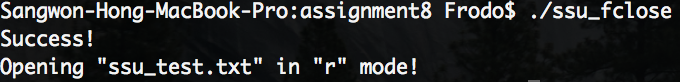 Sangwon-Hong-MacBook-Pro:assignment8 Frodo$ ./ssu_fclose
Success!
Opening "ssu_test.txt" in "r" mode!